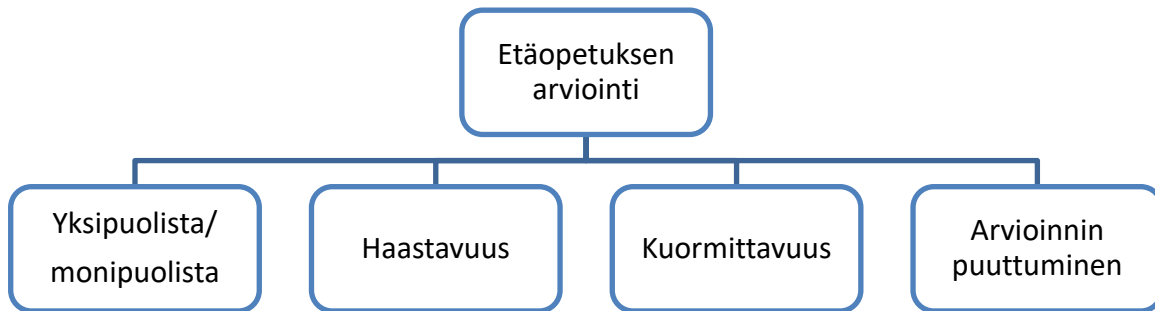 Etäopetuksen
arviointi
Yksipuolista/
monipuolista
Haastavuus
Kuormittavuus
Arvioinnin
puuttuminen